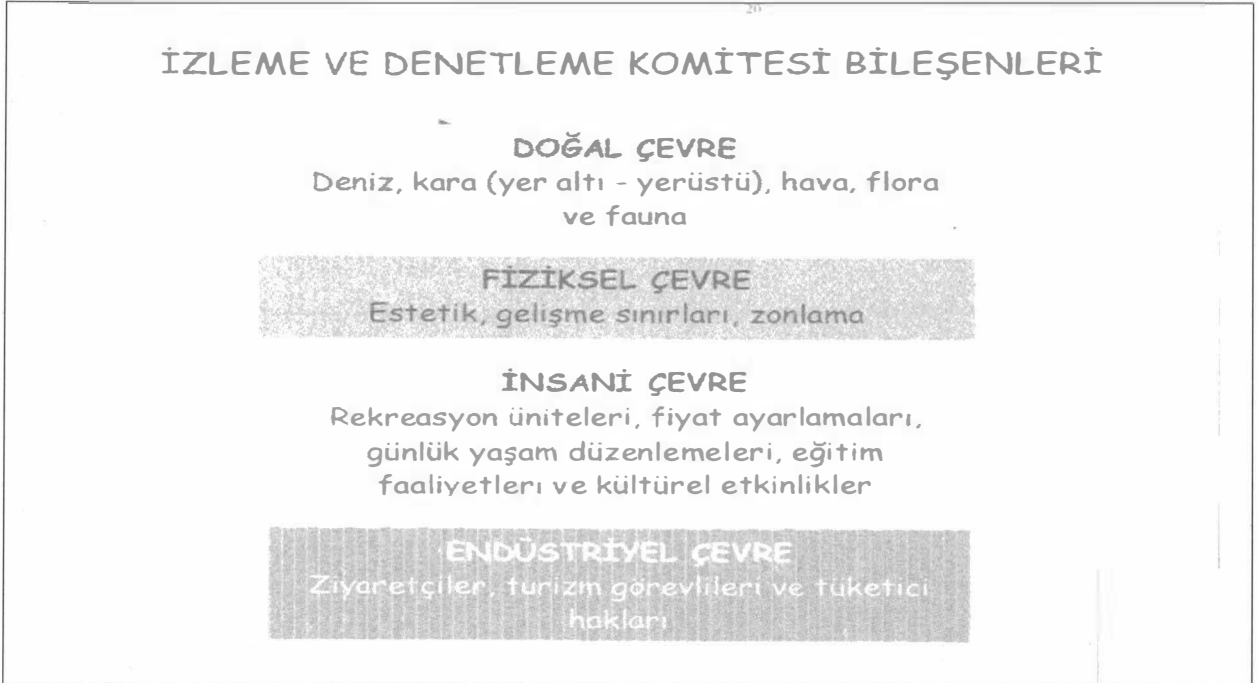 20
İZLEME VE DENETLEME KOMİTESİ BİLEŞENLERİ
DOĞAL ÇEVRE
Deniz, kara (yer altı - yerüstü), hava, flora
ve fauna
FİZİKSEL ÇEVRE
Estetik, gelişme sınırları, zonlama
İNSANİ ÇEVRE
Rekreasyon üniteleri, fiyat ayarlamaları,
günlük yaşam düzenlemeleri, eğitim
faaliyetleri ve kültürel etkinlikler
ENDÜSTRİYEL ÇEVRE
Ziyaretçiler, turizm görevlileri ve tüketici
hakları